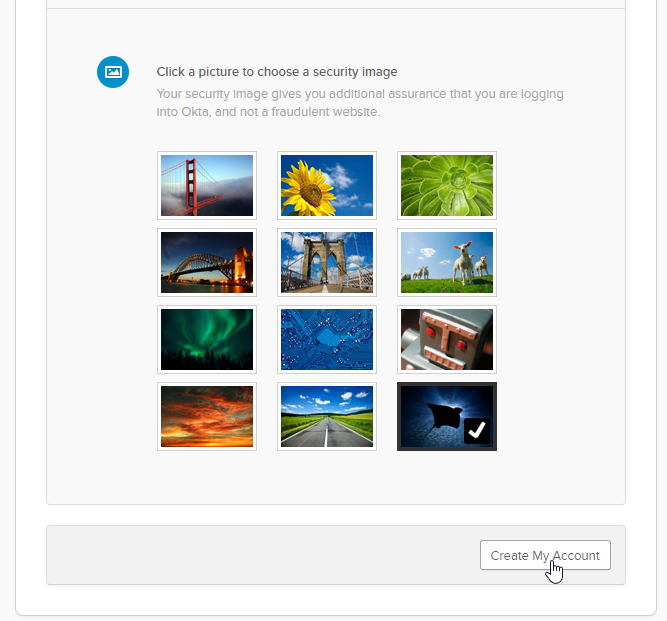 Click a picture to choose a security image
Your security image gives you additional assurance that you are logging
into Okta, and not a fraudulent website.
Create My Account